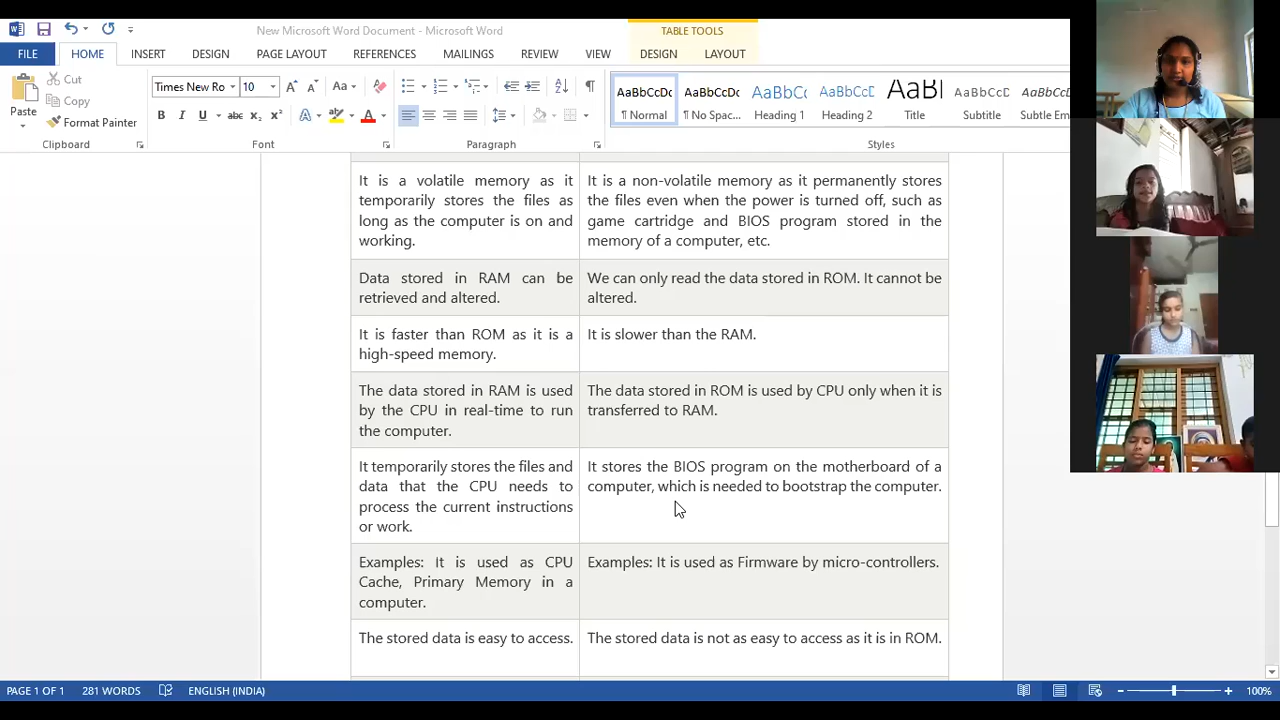 New Microsoft Word Document - Microsoft Word
TABLE TOOLS
FILE HOME INSERT DESIGN PAGE LAYOUT REFERENCES MAILINGS REVIEW VIEW DESIGN LAYOUT
Paste
Cut
Copy
Format Painter
Clipboard
Times New Ro 10
Font
Paragraph
AaBbCcDc AaBbCcDc AaBbCc AaBbCcD AaBl AaBbCcD AaBbCcD
¶ Normal ¶ No Spac... Heading 1 Heading 2 Title Subtitle Subtle Em
Styles
It is a volatile memory as it
temporarily stores the files as
long as the computer is on and
working.
It is a non-volatile memory as it permanently stores
the files even when the power is turned off, such as
game cartridge and BIOS program stored in the
memory of a computer, etc.
Data stored in RAM can be
retrieved and altered.
We can only read the data stored in ROM. It cannot be
altered.
It is faster than ROM as it is a
high-speed memory.
It is slower than the RAM.
The data stored in RAM is used
by the CPU in real-time to run
the computer.
The data stored in ROM is used by CPU only when it is
transferred to RAM.
It temporarily stores the files and
data that the CPU needs to
process the current instructions
or work.
It stores the BIOS program on the motherboard of a
computer, which is needed to bootstrap the computer.
Examples: It is used as CPU
Cache, Primary Memory in a
computer.
Examples: It is used as Firmware by micro-controllers.
The stored data is easy to access.
The stored data is not as easy to access as it is in ROM.
PAGE 1 OF 1 281 WORDS ENGLISH (INDIA) 100%